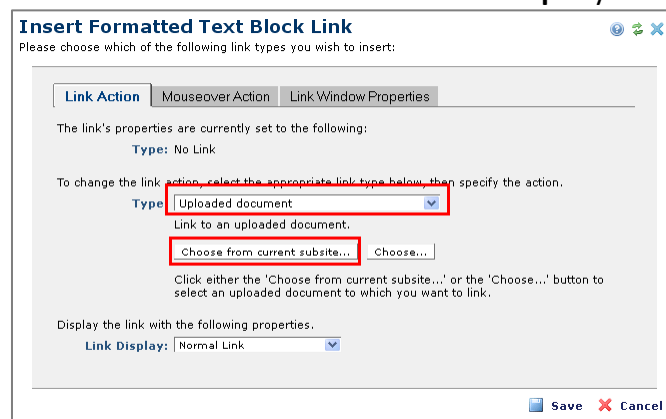 Insert Formatted Text Block Link
Please choose which of the following link types you wish to insert:
Link Action Mouseover Action Link Window Properties
The link's properties are currently set to the following:
Type: No Link
To change the link action, select the appropriate link type below, then specify the action.
Type Uploaded document
Link to an uploaded document.
Choose from current subsite... Choose...
Click either the 'Choose from current subsite...' or the 'Choose...' button to
select an uploaded document to which you want to link.
Display the link with the following properties.
Link Display: Normal Link
Save Cancel